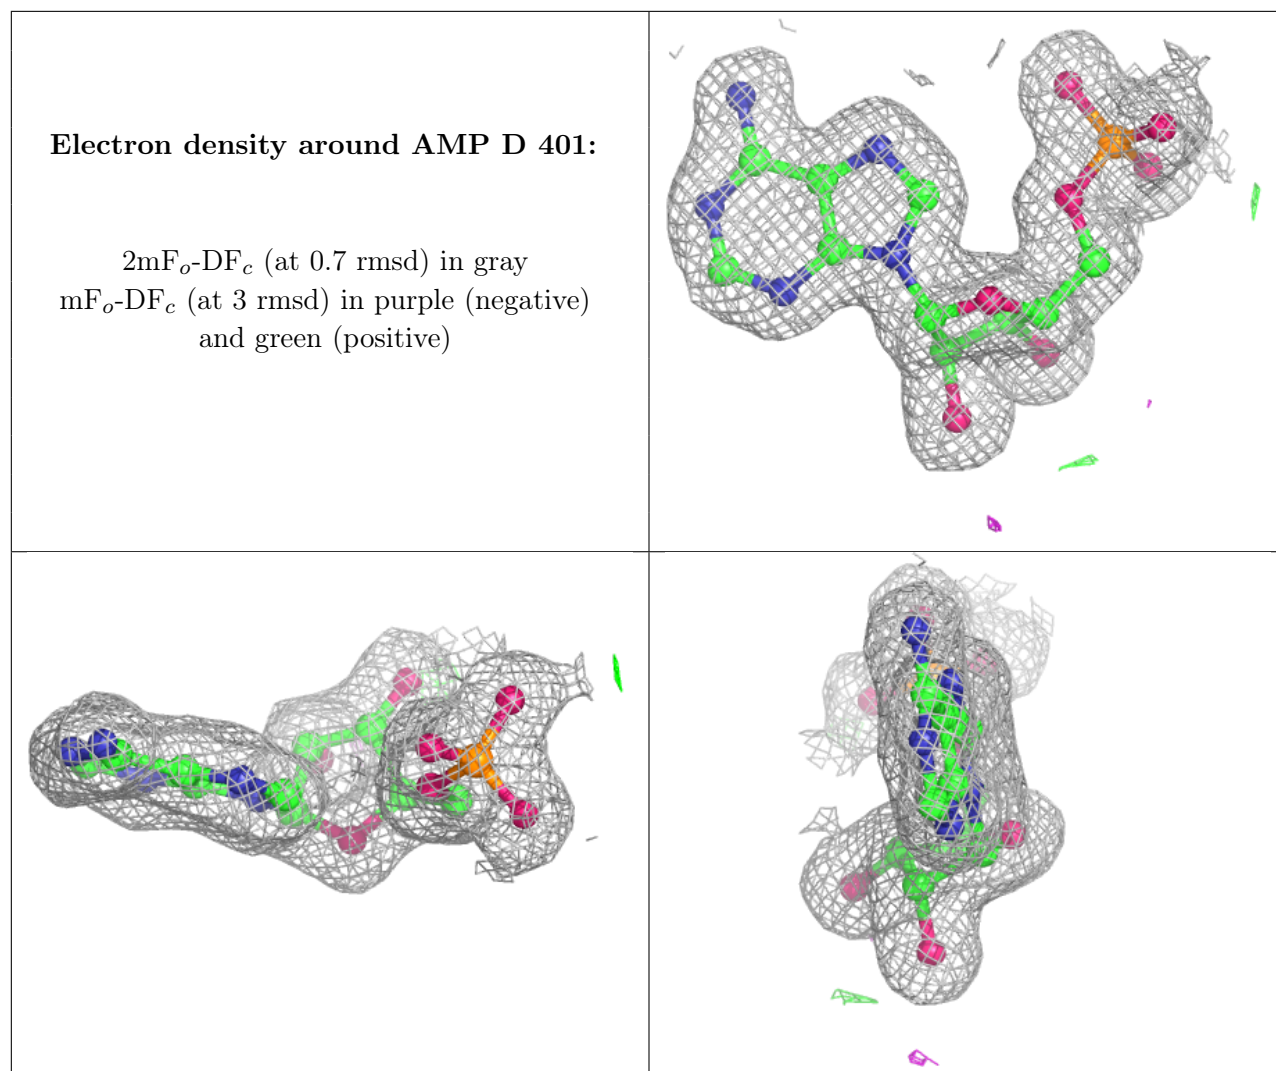 Electron density around AMP D 401:
2mFₒ-DF𝒸 (at 0.7 rmsd) in gray
mFₒ-DF𝒸 (at 3 rmsd) in purple (negative)
and green (positive)